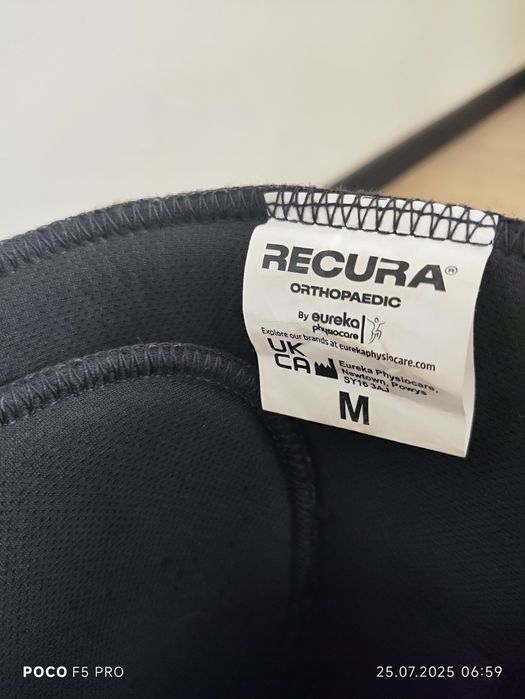 RECURA®
ORTHOPAEDIC
By eureka
physiocare
Explore our brands at eurekaphysiocare.com
UK
CA
Eureka Physiocare,
Newtown, Powys
SY16 3AJ
M
POCO F5 PRO
25.07.2025 06:59